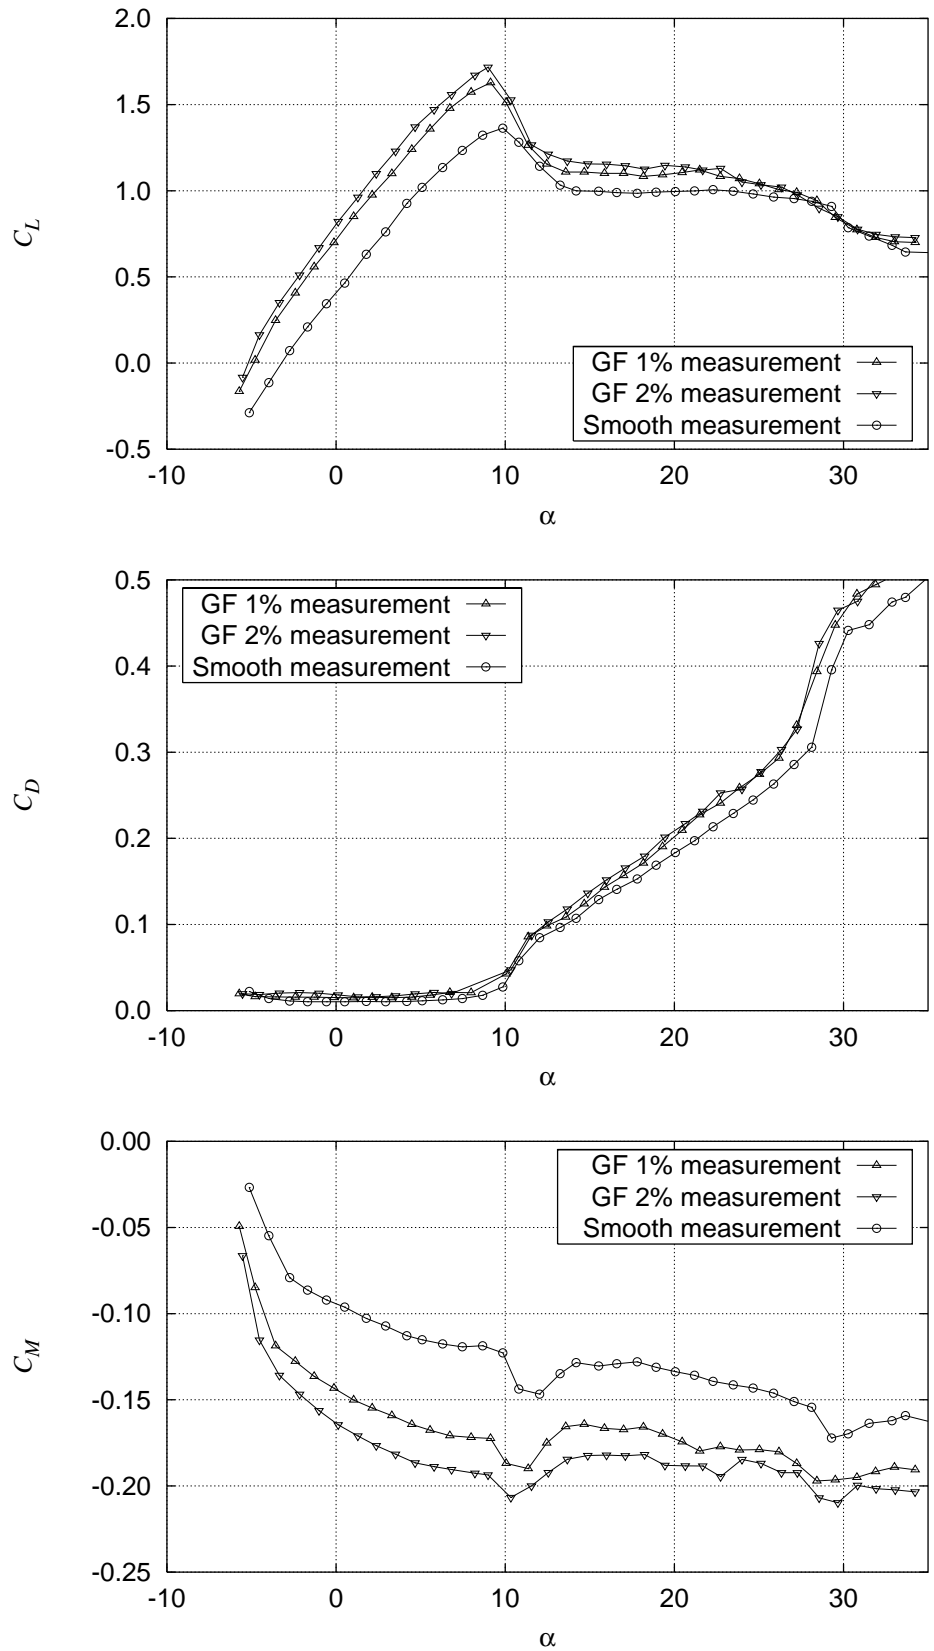 2.0
1.5
1.0
0.5
0.0
-0.5
C_L
GF 1% measurement
GF 2% measurement
Smooth measurement
-10 0 10 20 30
α
0.5
0.4
0.3
0.2
0.1
0.0
C_D
GF 1% measurement
GF 2% measurement
Smooth measurement
-10 0 10 20 30
α
0.00
-0.05
-0.10
-0.15
-0.20
-0.25
C_M
GF 1% measurement
GF 2% measurement
Smooth measurement
-10 0 10 20 30
α